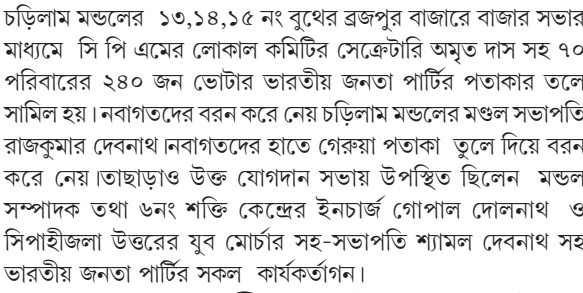 চড়িলাম মন্ডলের ১৩,১৪,১৫ নং বুথের ব্রজপুর বাজারে বাজার সভার
মাধ্যমে সি পি এমের লোকাল কমিটির সেক্রেটারি অমৃত দাস সহ ৭০
পরিবারের ২৪০ জন ভোটার ভারতীয় জনতা পার্টির পতাকার তলে
সামিল হয়। নবাগতদের বরন করে নেয় চড়িলাম মন্ডলের মণ্ডল সভাপতি
রাজকুমার দেবনাথ।নবাগতদের হাতে গেরুয়া পতাকা তুলে দিয়ে বরন
করে নেয়।তাছাড়াও উক্ত যোগদান সভায় উপস্থিত ছিলেন মন্ডল
সম্পাদক তথা ৬নং শক্তি কেন্দ্রের ইনচার্জ গোপাল দোলনাথ ও
সিপাহীজলা উত্তরের যুব মোর্চার সহ-সভাপতি শ্যামল দেবনাথ সহ
ভারতীয় জনতা পার্টির সকল কার্যকর্তাগন।